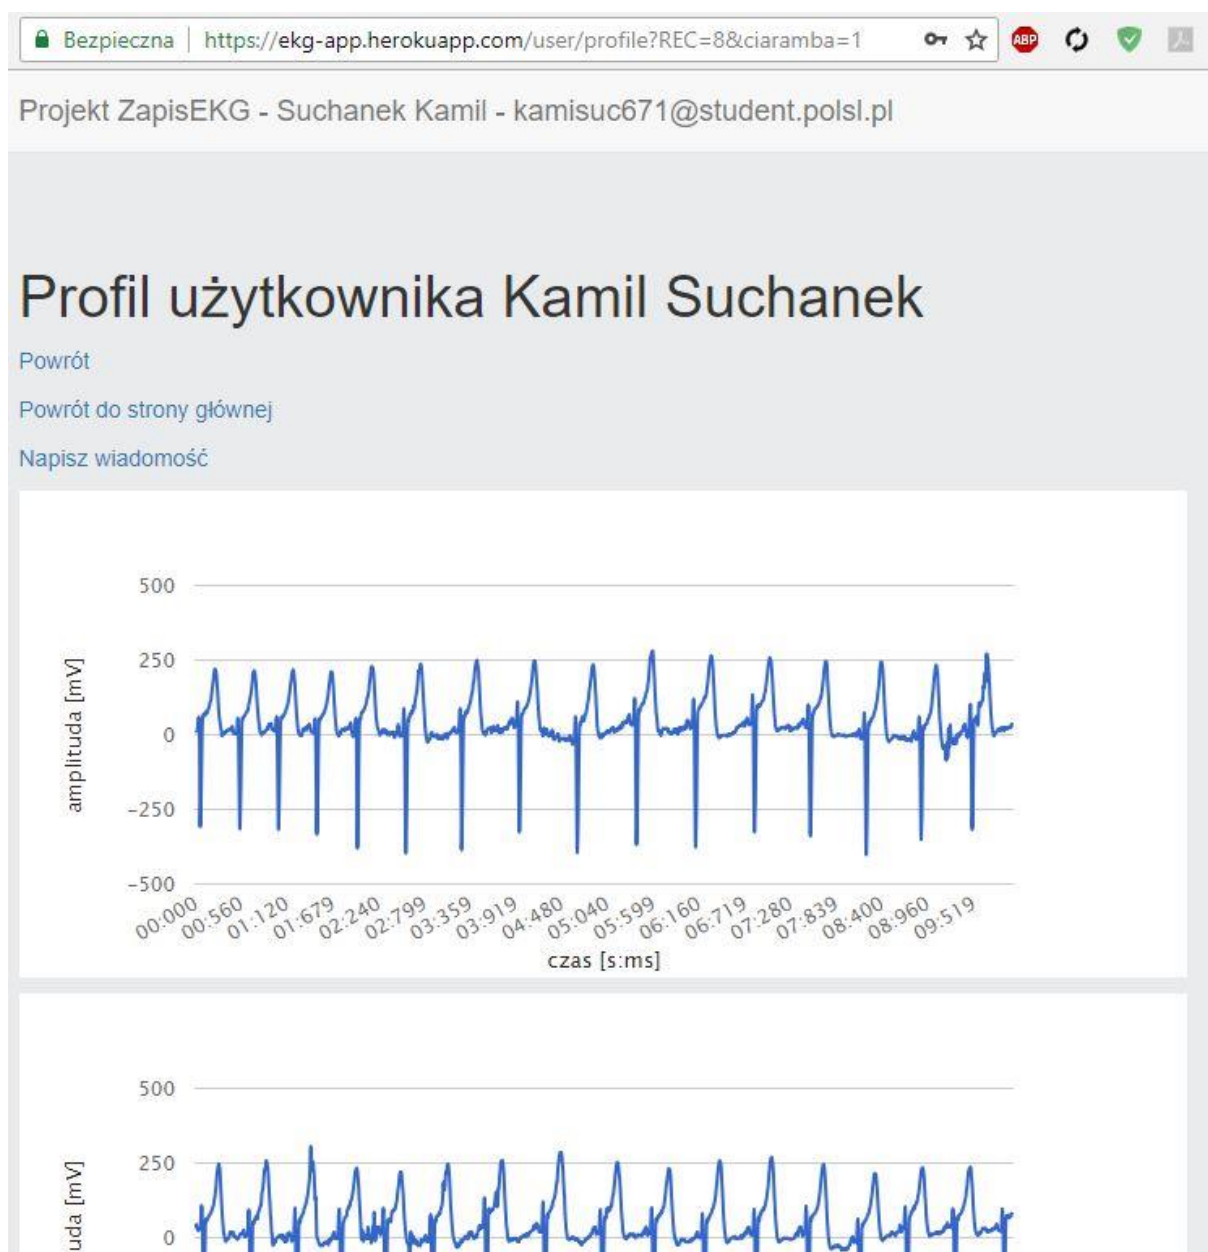 Bezpieczna | https://ekg-app.herokuapp.com/user/profile?REC=8&ciaramba=1 ABP
Projekt ZapisEKG - Suchanek Kamil - kamisuc671@student.polsl.pl
Profil użytkownika Kamil Suchanek
Powrót
Powrót do strony głównej
Napisz wiadomość
amplituda [mV]
500
250
0
−250
−500
00:000 00:560 01:120 01:679 02:240 02:799 03:359 03:919 04:480 05:040 05:599 06:160 06:719 07:280 07:839 08:400 08:960 09:519
czas [s:ms]
uda [mV]
500
250
0